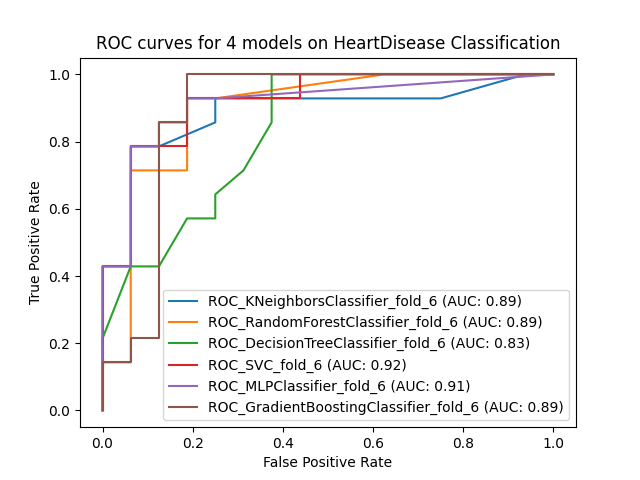 ROC curves for 4 models on HeartDisease Classification
1.0
0.8
0.6
0.4
0.2
0.0
True Positive Rate
ROC_KNeighborsClassifier_fold_6 (AUC: 0.89)
ROC_RandomForestClassifier_fold_6 (AUC: 0.89)
ROC_DecisionTreeClassifier_fold_6 (AUC: 0.83)
ROC_SVC_fold_6 (AUC: 0.92)
ROC_MLPClassifier_fold_6 (AUC: 0.91)
ROC_GradientBoostingClassifier_fold_6 (AUC: 0.89)
0.0 0.2 0.4 0.6 0.8 1.0
False Positive Rate